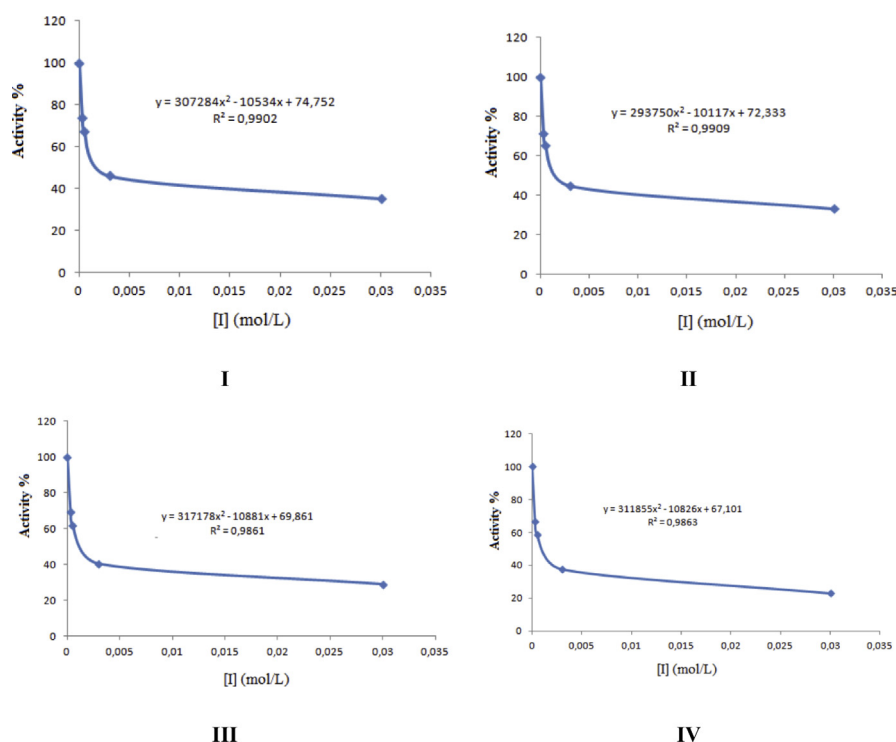 120
100
80
60
40
20
0
Activity %
y = 307284x² - 10534x + 74,752
R² = 0,9902
0 0,005 0,01 0,015 0,02 0,025 0,03 0,035
[I] (mol/L)
I
120
100
80
60
40
20
0
Activity %
y = 293750x² - 10117x + 72,333
R² = 0,9909
0 0,005 0,01 0,015 0,02 0,025 0,03 0,035
[I] (mol/L)
II
120
100
80
60
40
20
0
Activity %
y = 317178x² - 10881x + 69,861
R² = 0,9861
0 0,005 0,01 0,015 0,02 0,025 0,03 0,035
[I] (mol/L)
III
120
100
80
60
40
20
0
Activity %
y = 311855x² - 10826x + 67,101
R² = 0,9863
0 0,005 0,01 0,015 0,02 0,025 0,03 0,035
[I] (mol/L)
IV